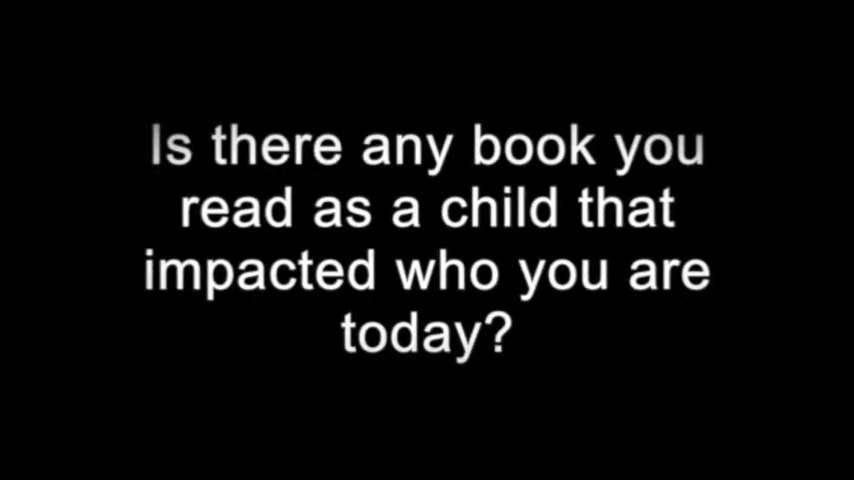 Is there any book you
read as a child that
impacted who you are
today?